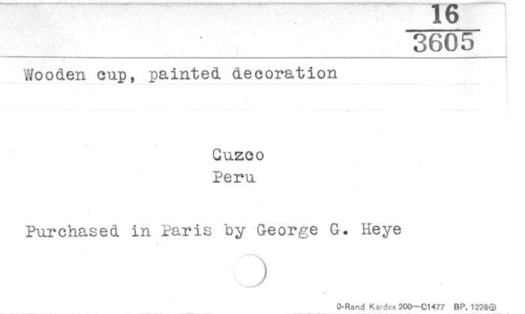 16
3605
Wooden cup, painted decoration
Cuzco
Peru
Purchased in Paris by George G. Heye
0-Rand Kardex 200—C1477 BP. 1228